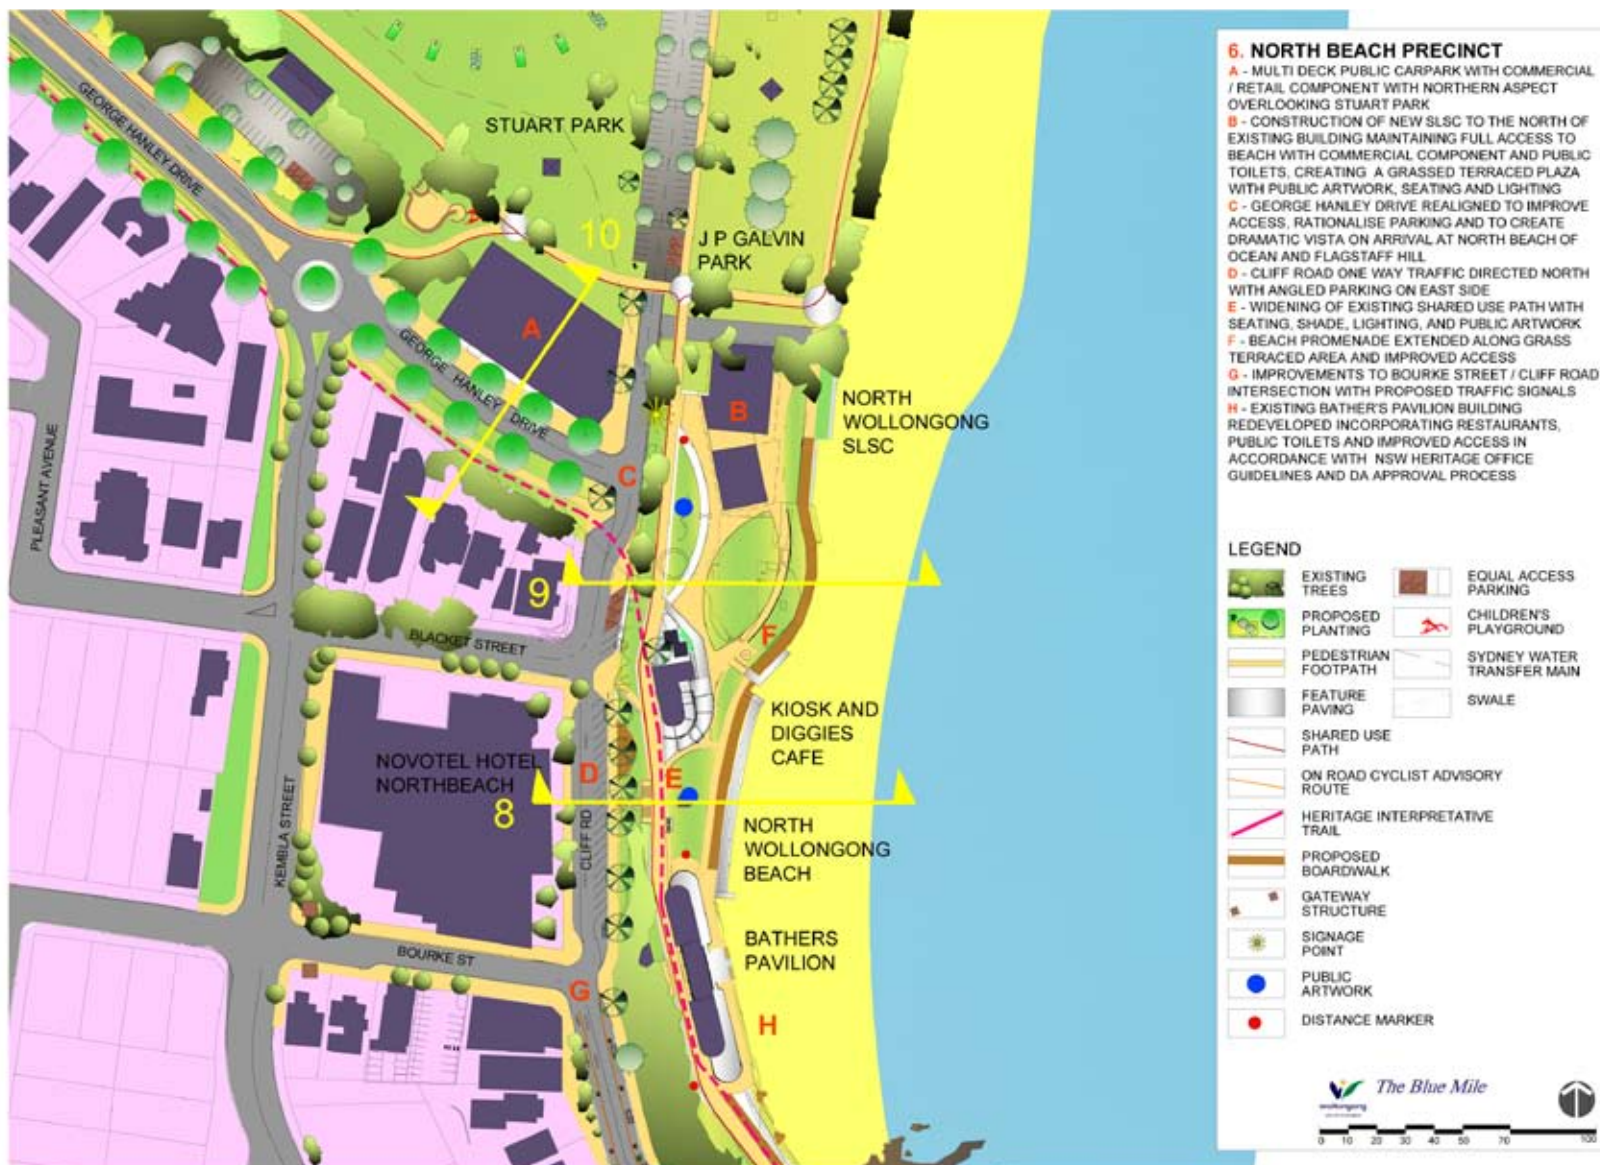 GEORGE HANLEY DRIVE
STUART PARK
10
J P GALVIN
PARK
A
GEORGE HANLEY DRIVE
B
NORTH
WOLLONGONG
SLSC
C
PLEASANT AVENUE
9
BLACKET STREET
F
KIOSK AND
DIGGIES
CAFE
NOVOTEL HOTEL
NORTHBEACH
D
E
8
KEMBLA STREET
CLIFF RD
NORTH
WOLLONGONG
BEACH
BATHERS
PAVILION
BOURKE ST
G
H
6. NORTH BEACH PRECINCT
A - MULTI DECK PUBLIC CARPARK WITH COMMERCIAL
/ RETAIL COMPONENT WITH NORTHERN ASPECT
OVERLOOKING STUART PARK
B - CONSTRUCTION OF NEW SLSC TO THE NORTH OF
EXISTING BUILDING MAINTAINING FULL ACCESS TO
BEACH WITH COMMERCIAL COMPONENT AND PUBLIC
TOILETS, CREATING A GRASSED TERRACED PLAZA
WITH PUBLIC ARTWORK, SEATING AND LIGHTING
C - GEORGE HANLEY DRIVE REALIGNED TO IMPROVE
ACCESS, RATIONALISE PARKING AND TO CREATE
DRAMATIC VISTA ON ARRIVAL AT NORTH BEACH OF
OCEAN AND FLAGSTAFF HILL
D - CLIFF ROAD ONE WAY TRAFFIC DIRECTED NORTH
WITH ANGLED PARKING ON EAST SIDE
E - WIDENING OF EXISTING SHARED USE PATH WITH
SEATING, SHADE, LIGHTING, AND PUBLIC ARTWORK
F - BEACH PROMENADE EXTENDED ALONG GRASS
TERRACED AREA AND IMPROVED ACCESS
G - IMPROVEMENTS TO BOURKE STREET / CLIFF ROAD
INTERSECTION WITH PROPOSED TRAFFIC SIGNALS
H - EXISTING BATHER'S PAVILION BUILDING
REDEVELOPED INCORPORATING RESTAURANTS,
PUBLIC TOILETS AND IMPROVED ACCESS IN
ACCORDANCE WITH NSW HERITAGE OFFICE
GUIDELINES AND DA APPROVAL PROCESS
LEGEND
EXISTING
TREES
PROPOSED
PLANTING
PEDESTRIAN
FOOTPATH
FEATURE
PAVING
SHARED USE
PATH
ON ROAD CYCLIST ADVISORY
ROUTE
HERITAGE INTERPRETATIVE
TRAIL
PROPOSED
BOARDWALK
GATEWAY
STRUCTURE
SIGNAGE
POINT
PUBLIC
ARTWORK
DISTANCE MARKER
EQUAL ACCESS
PARKING
CHILDREN'S
PLAYGROUND
SYDNEY WATER
TRANSFER MAIN
SWALE
wollongong
The Blue Mile
0 10 20 30 40 50 70 100